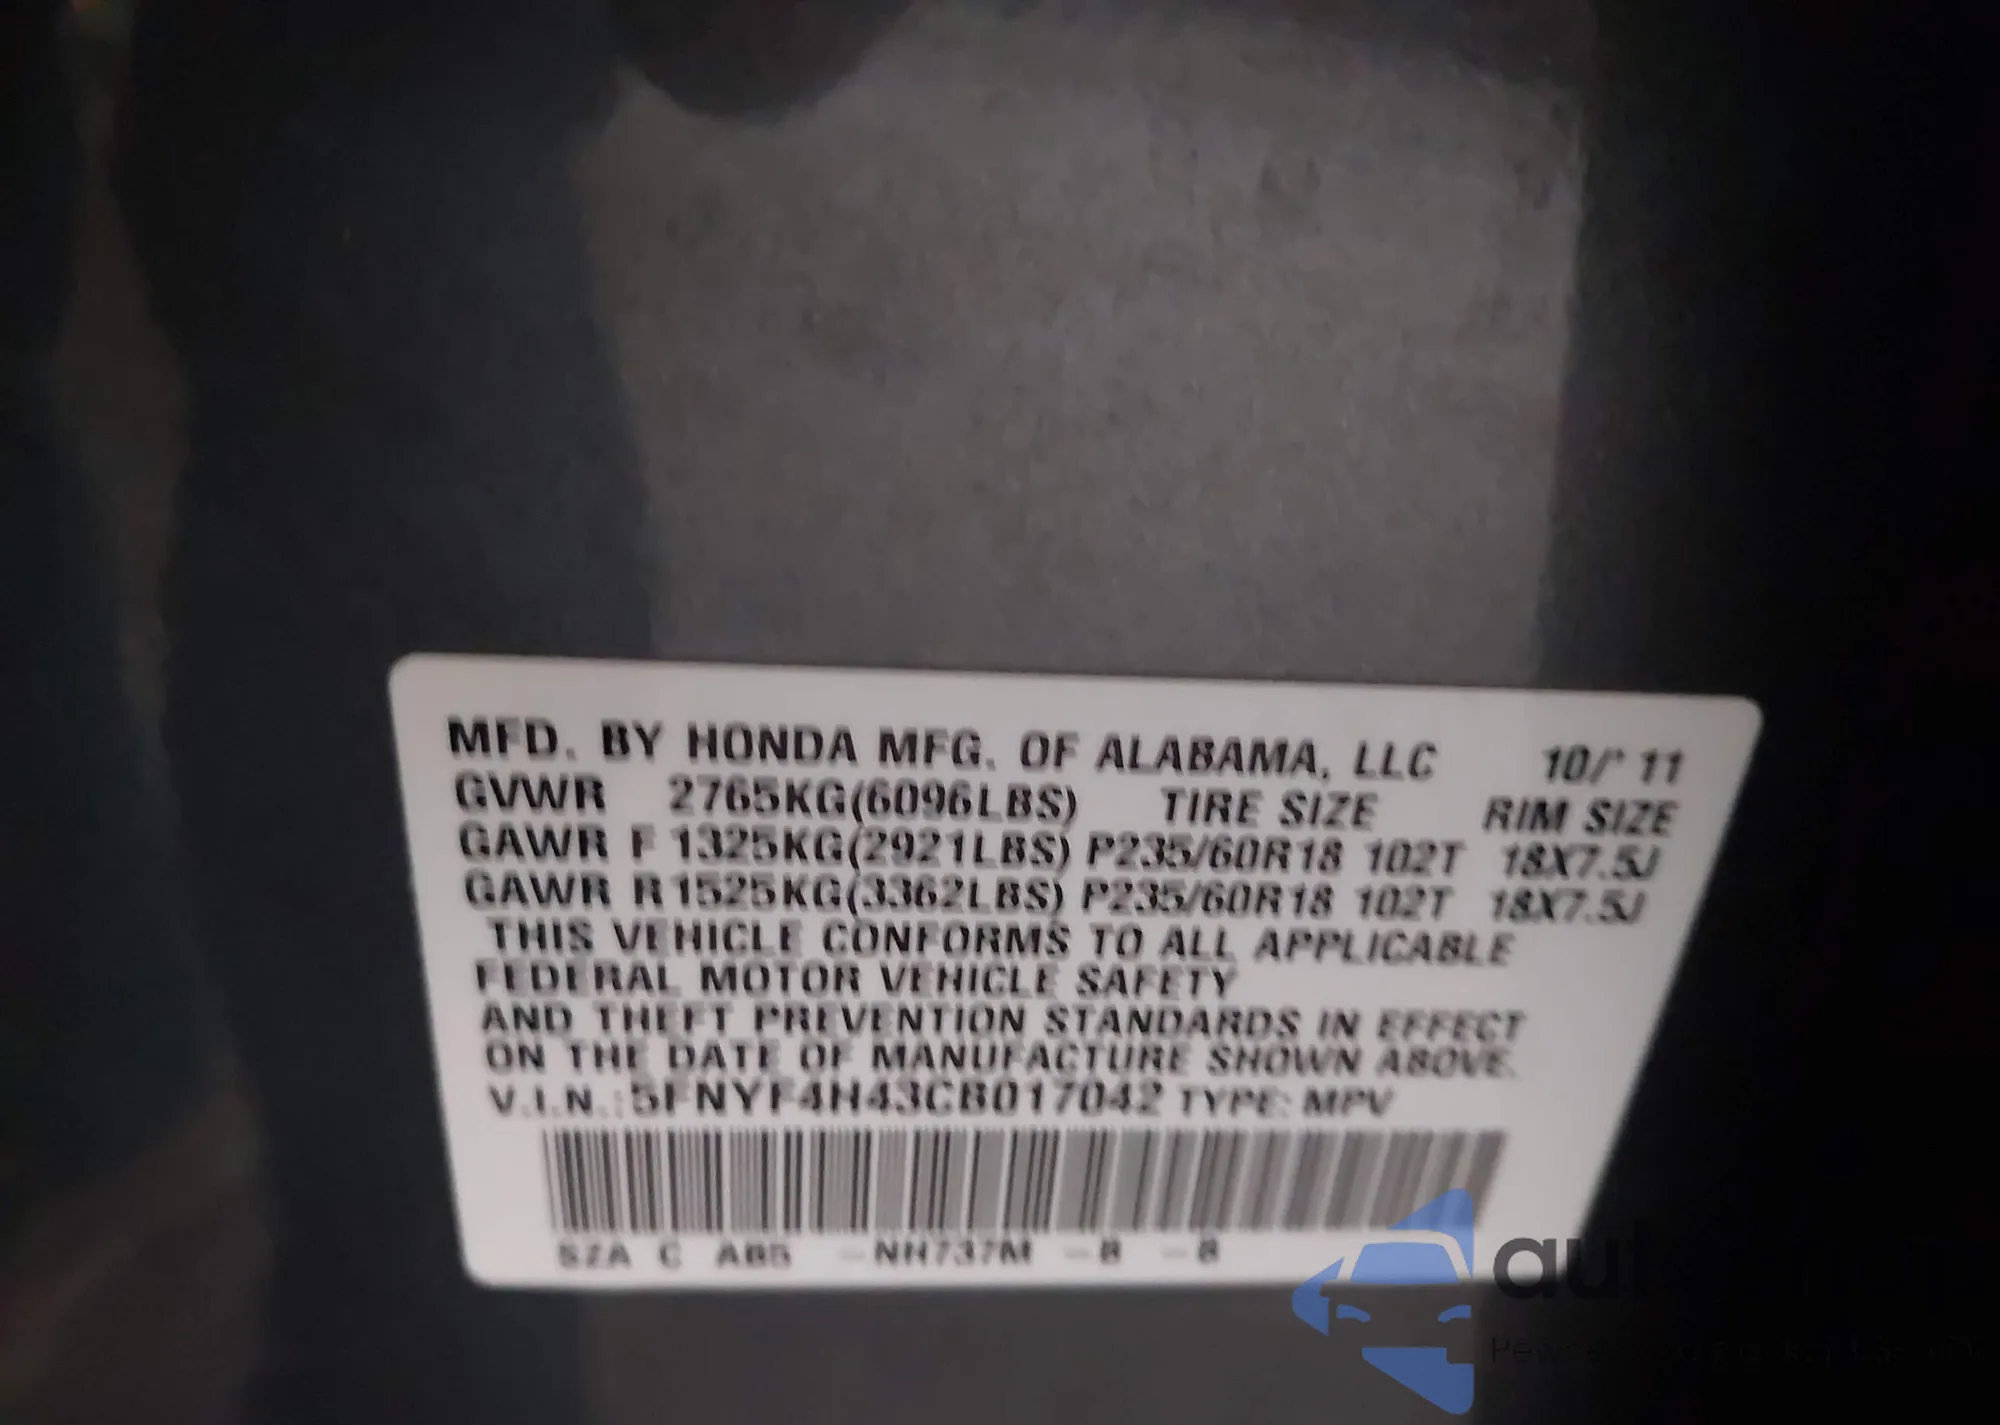 MFD. BY HONDA MFG. OF ALABAMA, LLC 10/ 11
GVWR 2765KG(6096LBS) TIRE SIZE RIM SIZE
GAWR F 1325KG(2921LBS) P235/60R18 102T 18X7.5J
GAWR R 1525KG(3362LBS) P235/60R18 102T 18X7.5J
THIS VEHICLE CONFORMS TO ALL APPLICABLE
FEDERAL MOTOR VEHICLE SAFETY
AND THEFT PREVENTION STANDARDS IN EFFECT
ON THE DATE OF MANUFACTURE SHOWN ABOVE.
V.I.N.:5FNYF4H43CB017042 TYPE: MPV
SZA C AB5 -NH737M -B -B